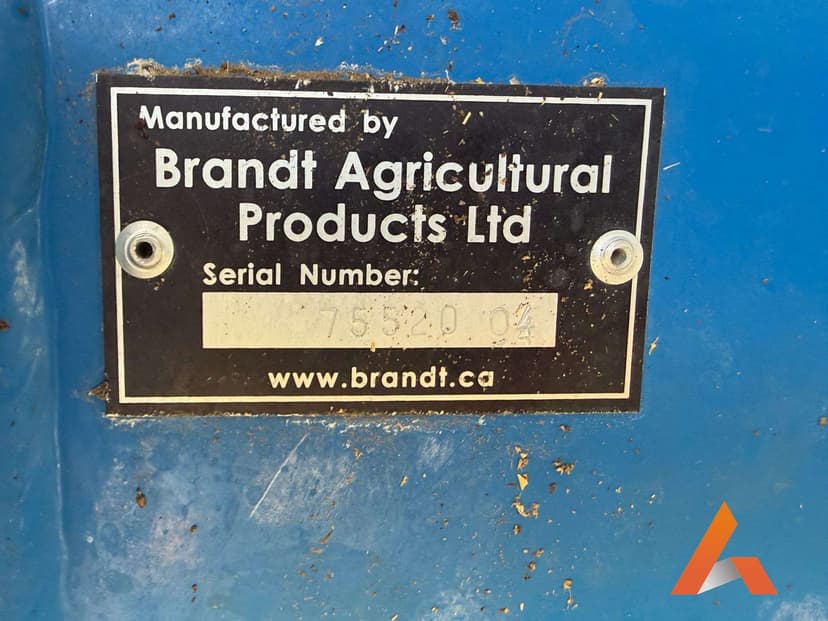 Manufactured by
Brandt Agricultural
Products Ltd
Serial Number:
75520 04
www.brandt.ca